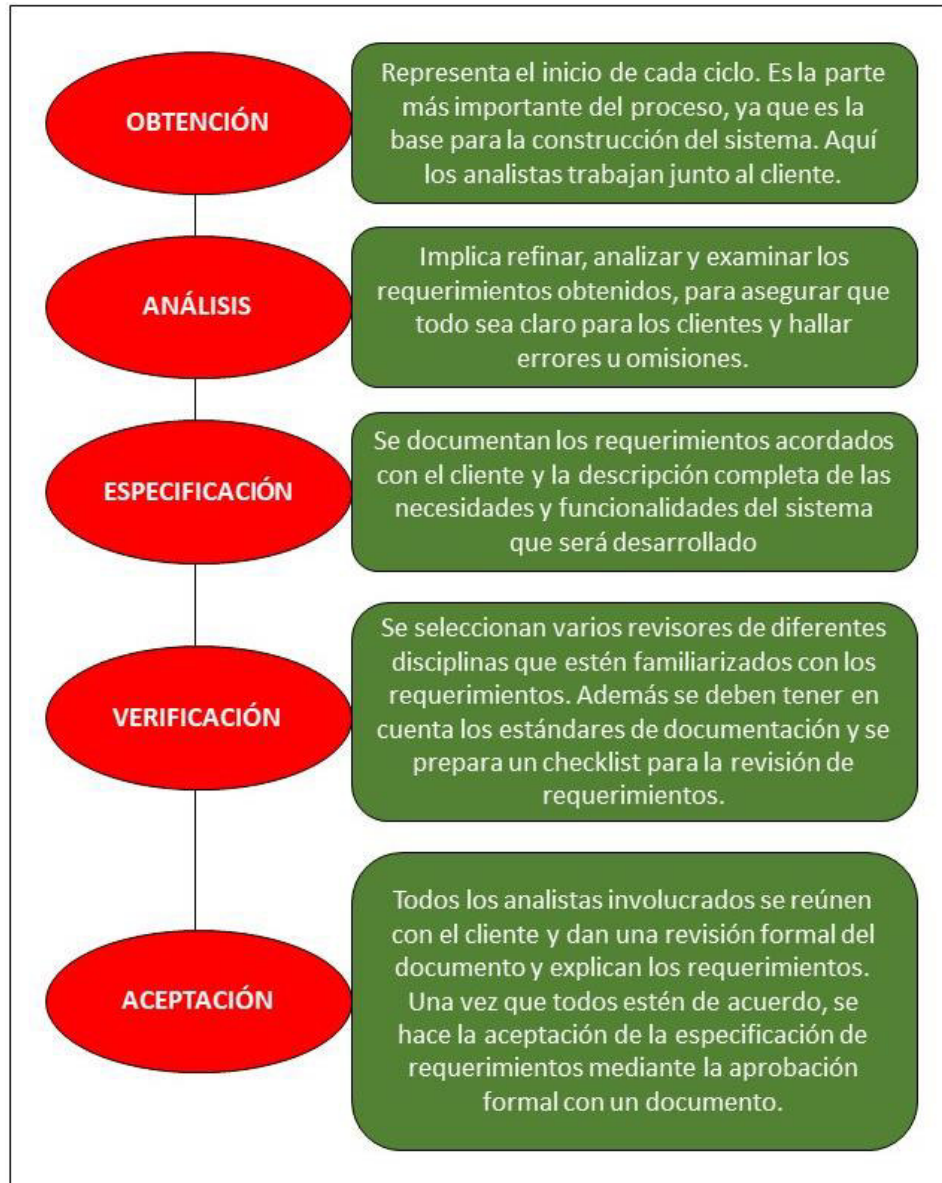 OBTENCIÓN
Representa el inicio de cada ciclo. Es la parte
más importante del proceso, ya que es la
base para la construcción del sistema. Aquí
los analistas trabajan junto al cliente.
ANÁLISIS
Implica refinar, analizar y examinar los
requerimientos obtenidos, para asegurar que
todo sea claro para los clientes y hallar
errores u omisiones.
ESPECIFICACIÓN
Se documentan los requerimientos acordados
con el cliente y la descripción completa de las
necesidades y funcionalidades del sistema
que será desarrollado
VERIFICACIÓN
Se seleccionan varios revisores de diferentes
disciplinas que estén familiarizados con los
requerimientos. Además se deben tener en
cuenta los estándares de documentación y se
prepara un checklist para la revisión de
requerimientos.
ACEPTACIÓN
Todos los analistas involucrados se reúnen
con el cliente y dan una revisión formal del
documento y explican los requerimientos.
Una vez que todos estén de acuerdo, se
hace la aceptación de la especificación de
requerimientos mediante la aprobación
formal con un documento.